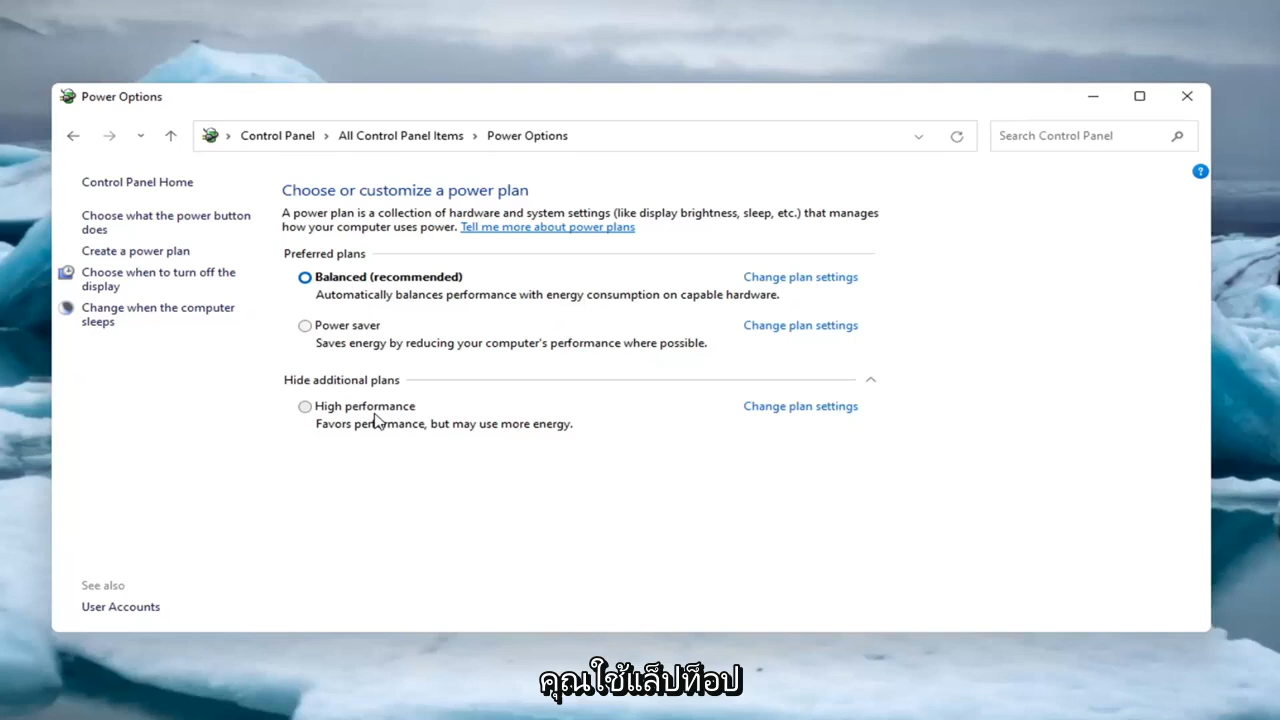 Power Options
Control Panel > All Control Panel Items > Power Options
Search Control Panel
?
Control Panel Home
Choose what the power button
does
Create a power plan
Choose when to turn off the
display
Change when the computer
sleeps
See also
User Accounts
Choose or customize a power plan
A power plan is a collection of hardware and system settings (like display brightness, sleep, etc.) that manages
how your computer uses power. Tell me more about power plans
Preferred plans
Balanced (recommended) Change plan settings
Automatically balances performance with energy consumption on capable hardware.
Power saver Change plan settings
Saves energy by reducing your computer's performance where possible.
Hide additional plans
High performance Change plan settings
Favors performance, but may use more energy.
คุณใช้แล็ปท็อป